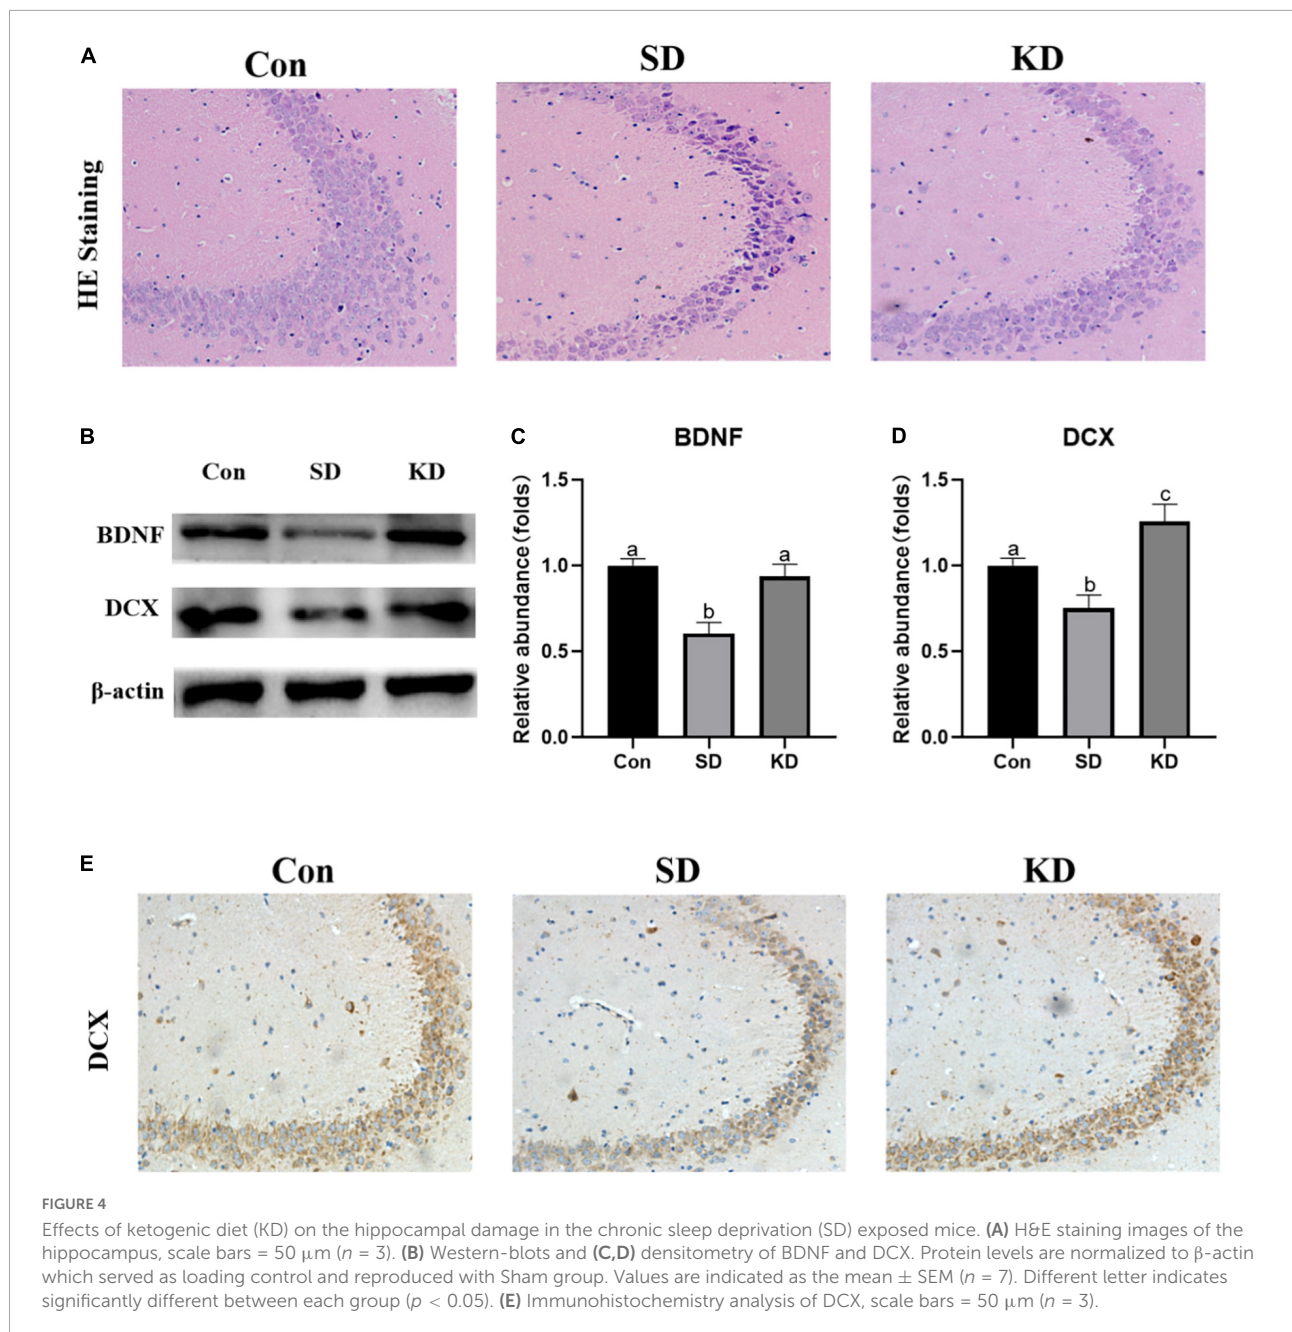 A
Con
SD
KD
HE Staining
B
Con
SD
KD
BDNF
DCX
β-actin
C
BDNF
Relative abundance(folds)
1.5
1.0
0.5
0.0
a
b
a
Con
SD
KD
D
DCX
Relative abundance(folds)
1.5
1.0
0.5
0.0
a
b
c
Con
SD
KD
E
Con
SD
KD
DCX
FIGURE 4
Effects of ketogenic diet (KD) on the hippocampal damage in the chronic sleep deprivation (SD) exposed mice. (A) H&E staining images of the
hippocampus, scale bars = 50 μm (n = 3). (B) Western-blots and (C,D) densitometry of BDNF and DCX. Protein levels are normalized to β-actin
which served as loading control and reproduced with Sham group. Values are indicated as the mean ± SEM (n = 7). Different letter indicates
significantly different between each group (p < 0.05). (E) Immunohistochemistry analysis of DCX, scale bars = 50 μm (n = 3).